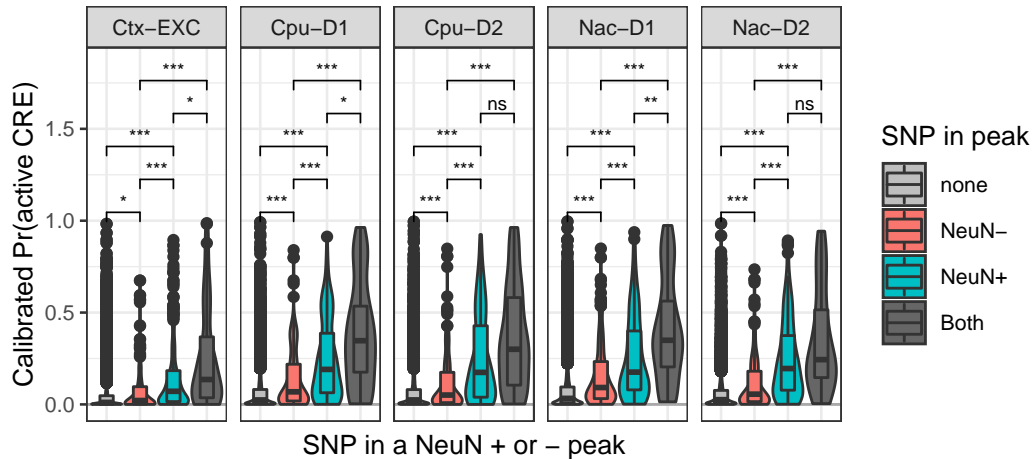 Ctx−EXC Cpu−D1 Cpu−D2 Nac−D1 Nac−D2
*** *** *** *** ***
* * ns ** ns
*** *** *** *** ***
*** *** *** *** ***
* *** *** *** ***
Calibrated Pr(active CRE)
1.5
1.0
0.5
0.0
SNP in a NeuN + or − peak
SNP in peak
none
NeuN−
NeuN+
Both